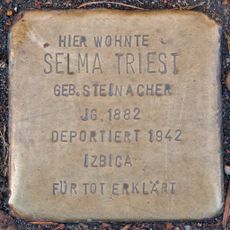 HIER WOHNTE
SELMA TRIEST
GEB. STEINACHER
JG. 1882
DEPORTIERT 1942
IZBICA
FÜR TOT ERKLÄRT